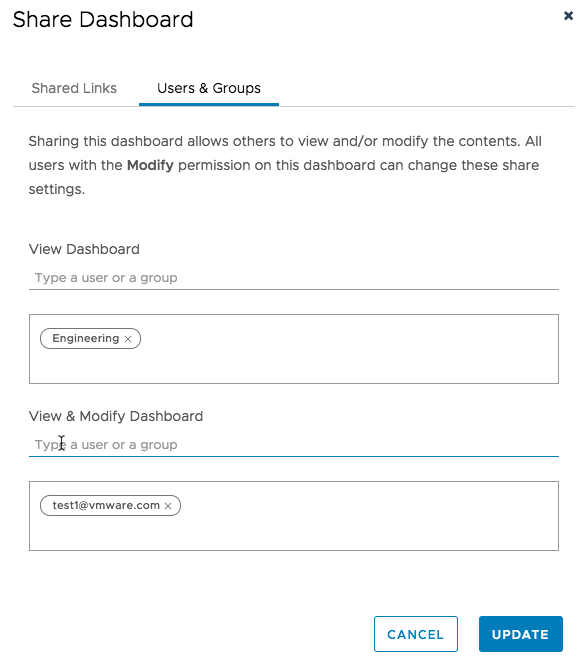 Share Dashboard
Shared Links
Users & Groups
Sharing this dashboard allows others to view and/or modify the contents. All
users with the Modify permission on this dashboard can change these share
settings.
View Dashboard
Type a user or a group
Engineering ×
View & Modify Dashboard
Type a user or a group
test1@vmware.com ×
CANCEL
UPDATE